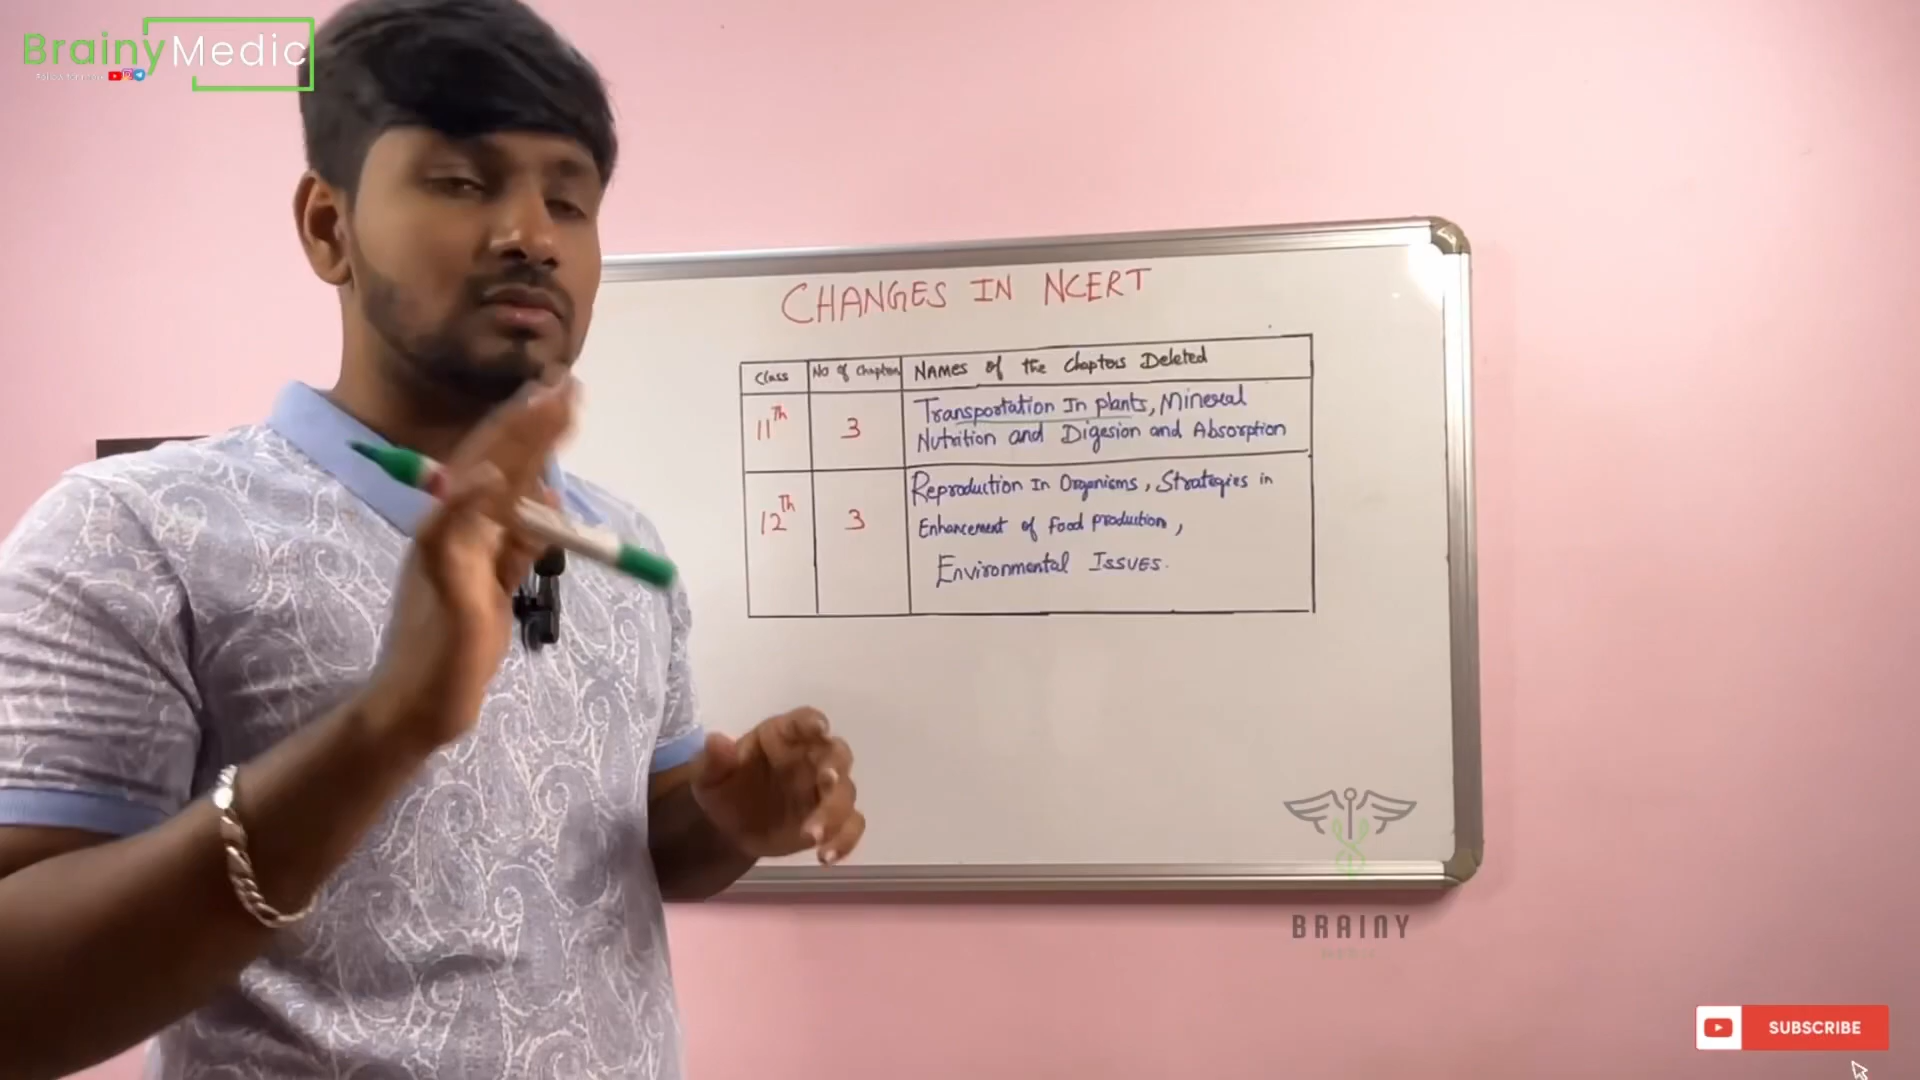 BrainyMedic
CHANGES IN NCERT
Class
No of Chapters
NAMES of the Chapters Deleted
11Th
3
Transportation In plants, Mineral
Nutrition and Digesion and Absorption
12Th
3
Reproduction In Organisms, Strategies in
Enhancement of food production,
Environmental Issues.
BRAINY
SUBSCRIBE